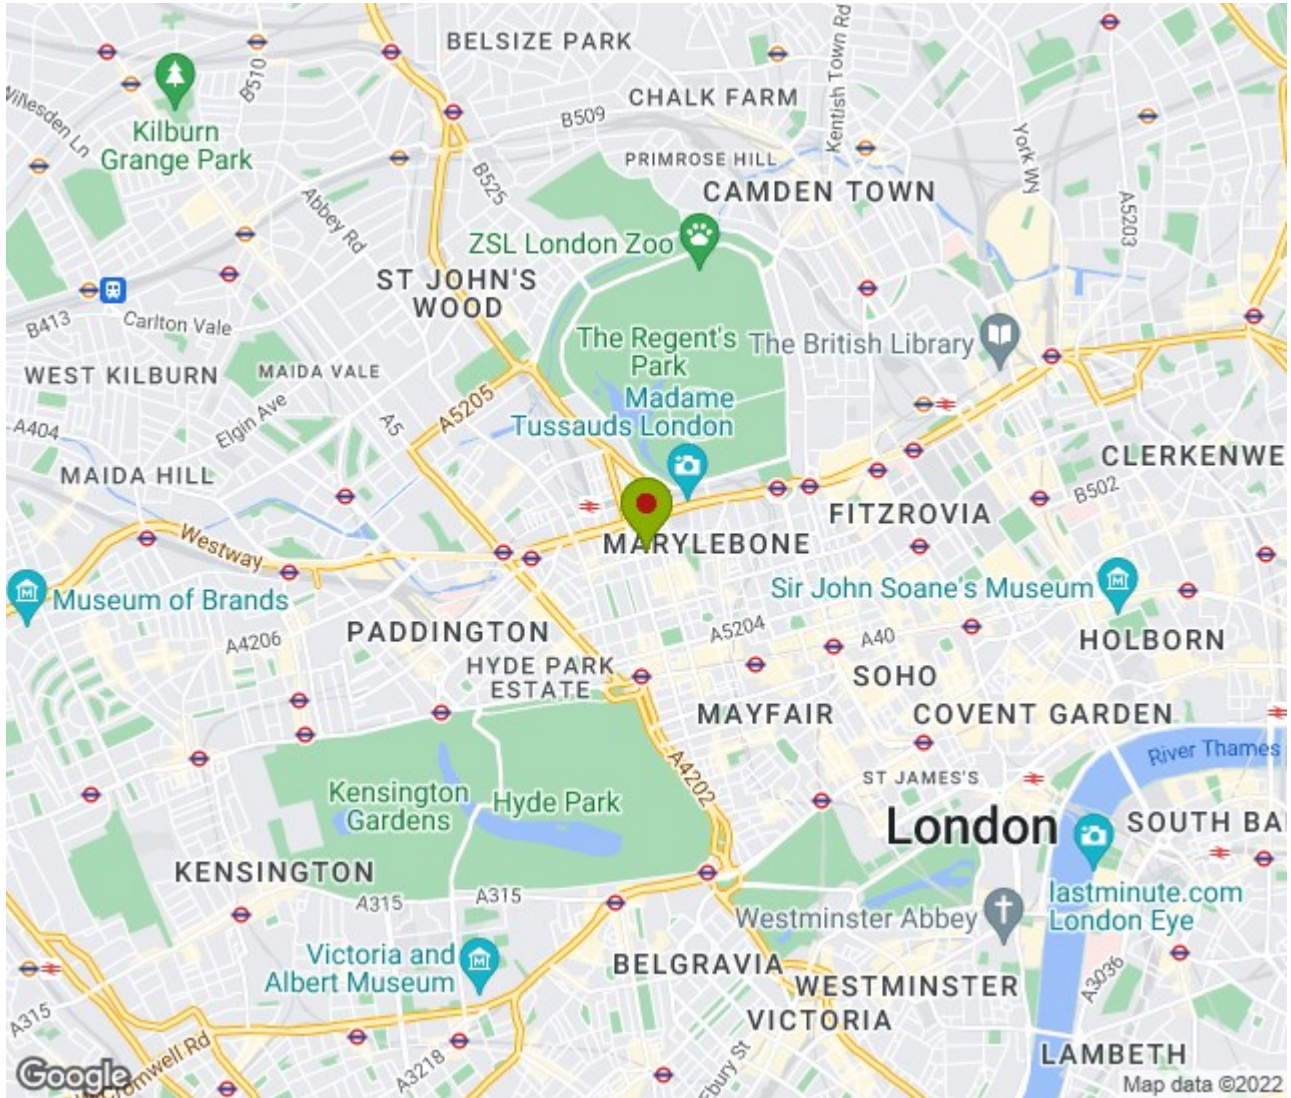 BELSIZE PARK
B510
Willesden Ln
Kilburn
Grange Park
CHALK FARM
B509
Kentish Town Rd
York Wy
PRIMROSE HILL
B525
CAMDEN TOWN
A5203
Abbey Rd
ZSL London Zoo
ST JOHN'S
WOOD
B413
Carlton Vale
The Regent's
Park
The British Library
WEST KILBURN
MAIDA VALE
Elgin Ave
A5
A5205
Madame
Tussauds London
A404
MAIDA HILL
CLERKENWE
B502
FITZROVIA
Westway
MARYLEBONE
Museum of Brands
Sir John Soane's Museum
A4206
PADDINGTON
A5204
A40
HOLBORN
HYDE PARK
ESTATE
SOHO
MAYFAIR
COVENT GARDEN
River Thames
A4202
ST JAMES'S
Kensington
Gardens
Hyde Park
London
SOUTH BA
KENSINGTON
A315
A315
Westminster Abbey
lastminute.com
London Eye
Victoria and
Albert Museum
BELGRAVIA
WESTMINSTER
A3036
VICTORIA
A315
Cromwell Rd
A3218
Ebury St
LAMBETH
Google
Map data ©2022